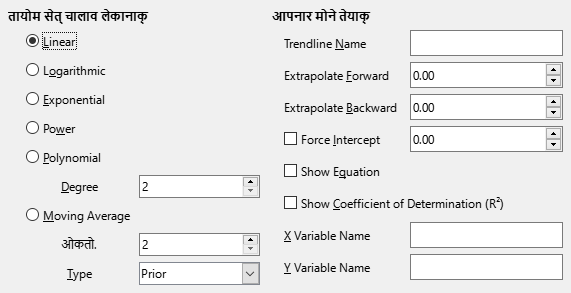 तायोम सेत् चालाव लेकानाक्
Linear
Logarithmic
Exponential
Power
Polynomial
Degree 2
Moving Average
ओकतो. 2
Type Prior
आपनार मोने तेयाक्
Trendline Name
Extrapolate Forward 0.00
Extrapolate Backward 0.00
Force Intercept 0.00
Show Equation
Show Coefficient of Determination (R²)
X Variable Name
Y Variable Name